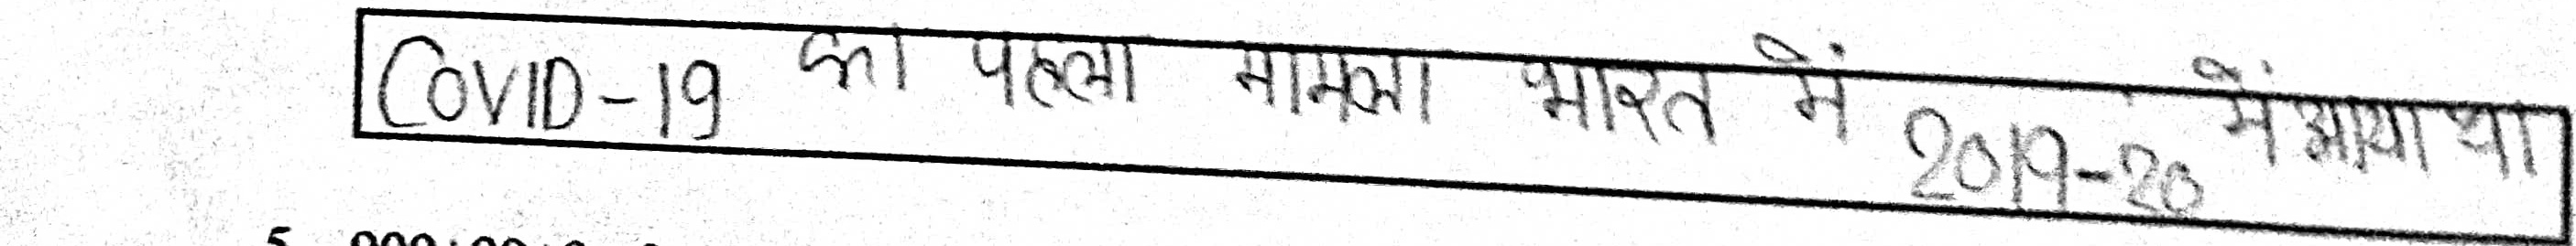 COVID-19 का पहला मामला भारत में 2019-20 में आया था